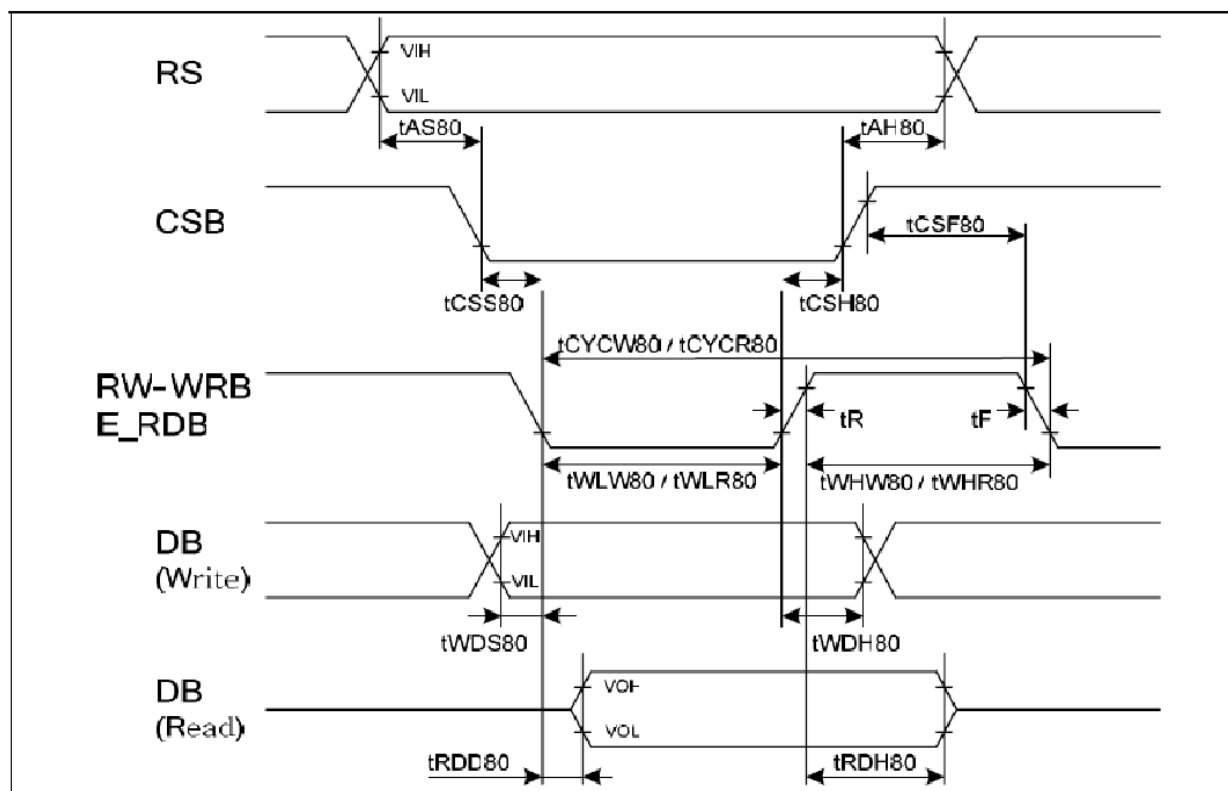 RS
VIH
VIL
tAS80
tAH80
CSB
tCSF80
tCSS80
tCSH80
tCYCW80 / tCYCR80
RW-WRB
E_RDB
tR
tF
tWLW80 / tWLR80
tWHW80 / tWHR80
DB
(Write)
VIH
VIL
tWDS80
tWDH80
DB
(Read)
VOH
VOL
tRDD80
tRDH80